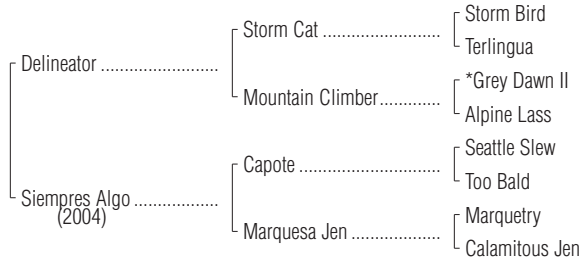 Storm Bird
Storm Cat ........................
Terlingua
Delineator ........................
*Grey Dawn II
Mountain Climber.............
Alpine Lass
Seattle Slew
Capote .............................
Too Bald
Siempres Algo .................
(2004)
Marquetry
Marquesa Jen ...................
Calamitous Jen